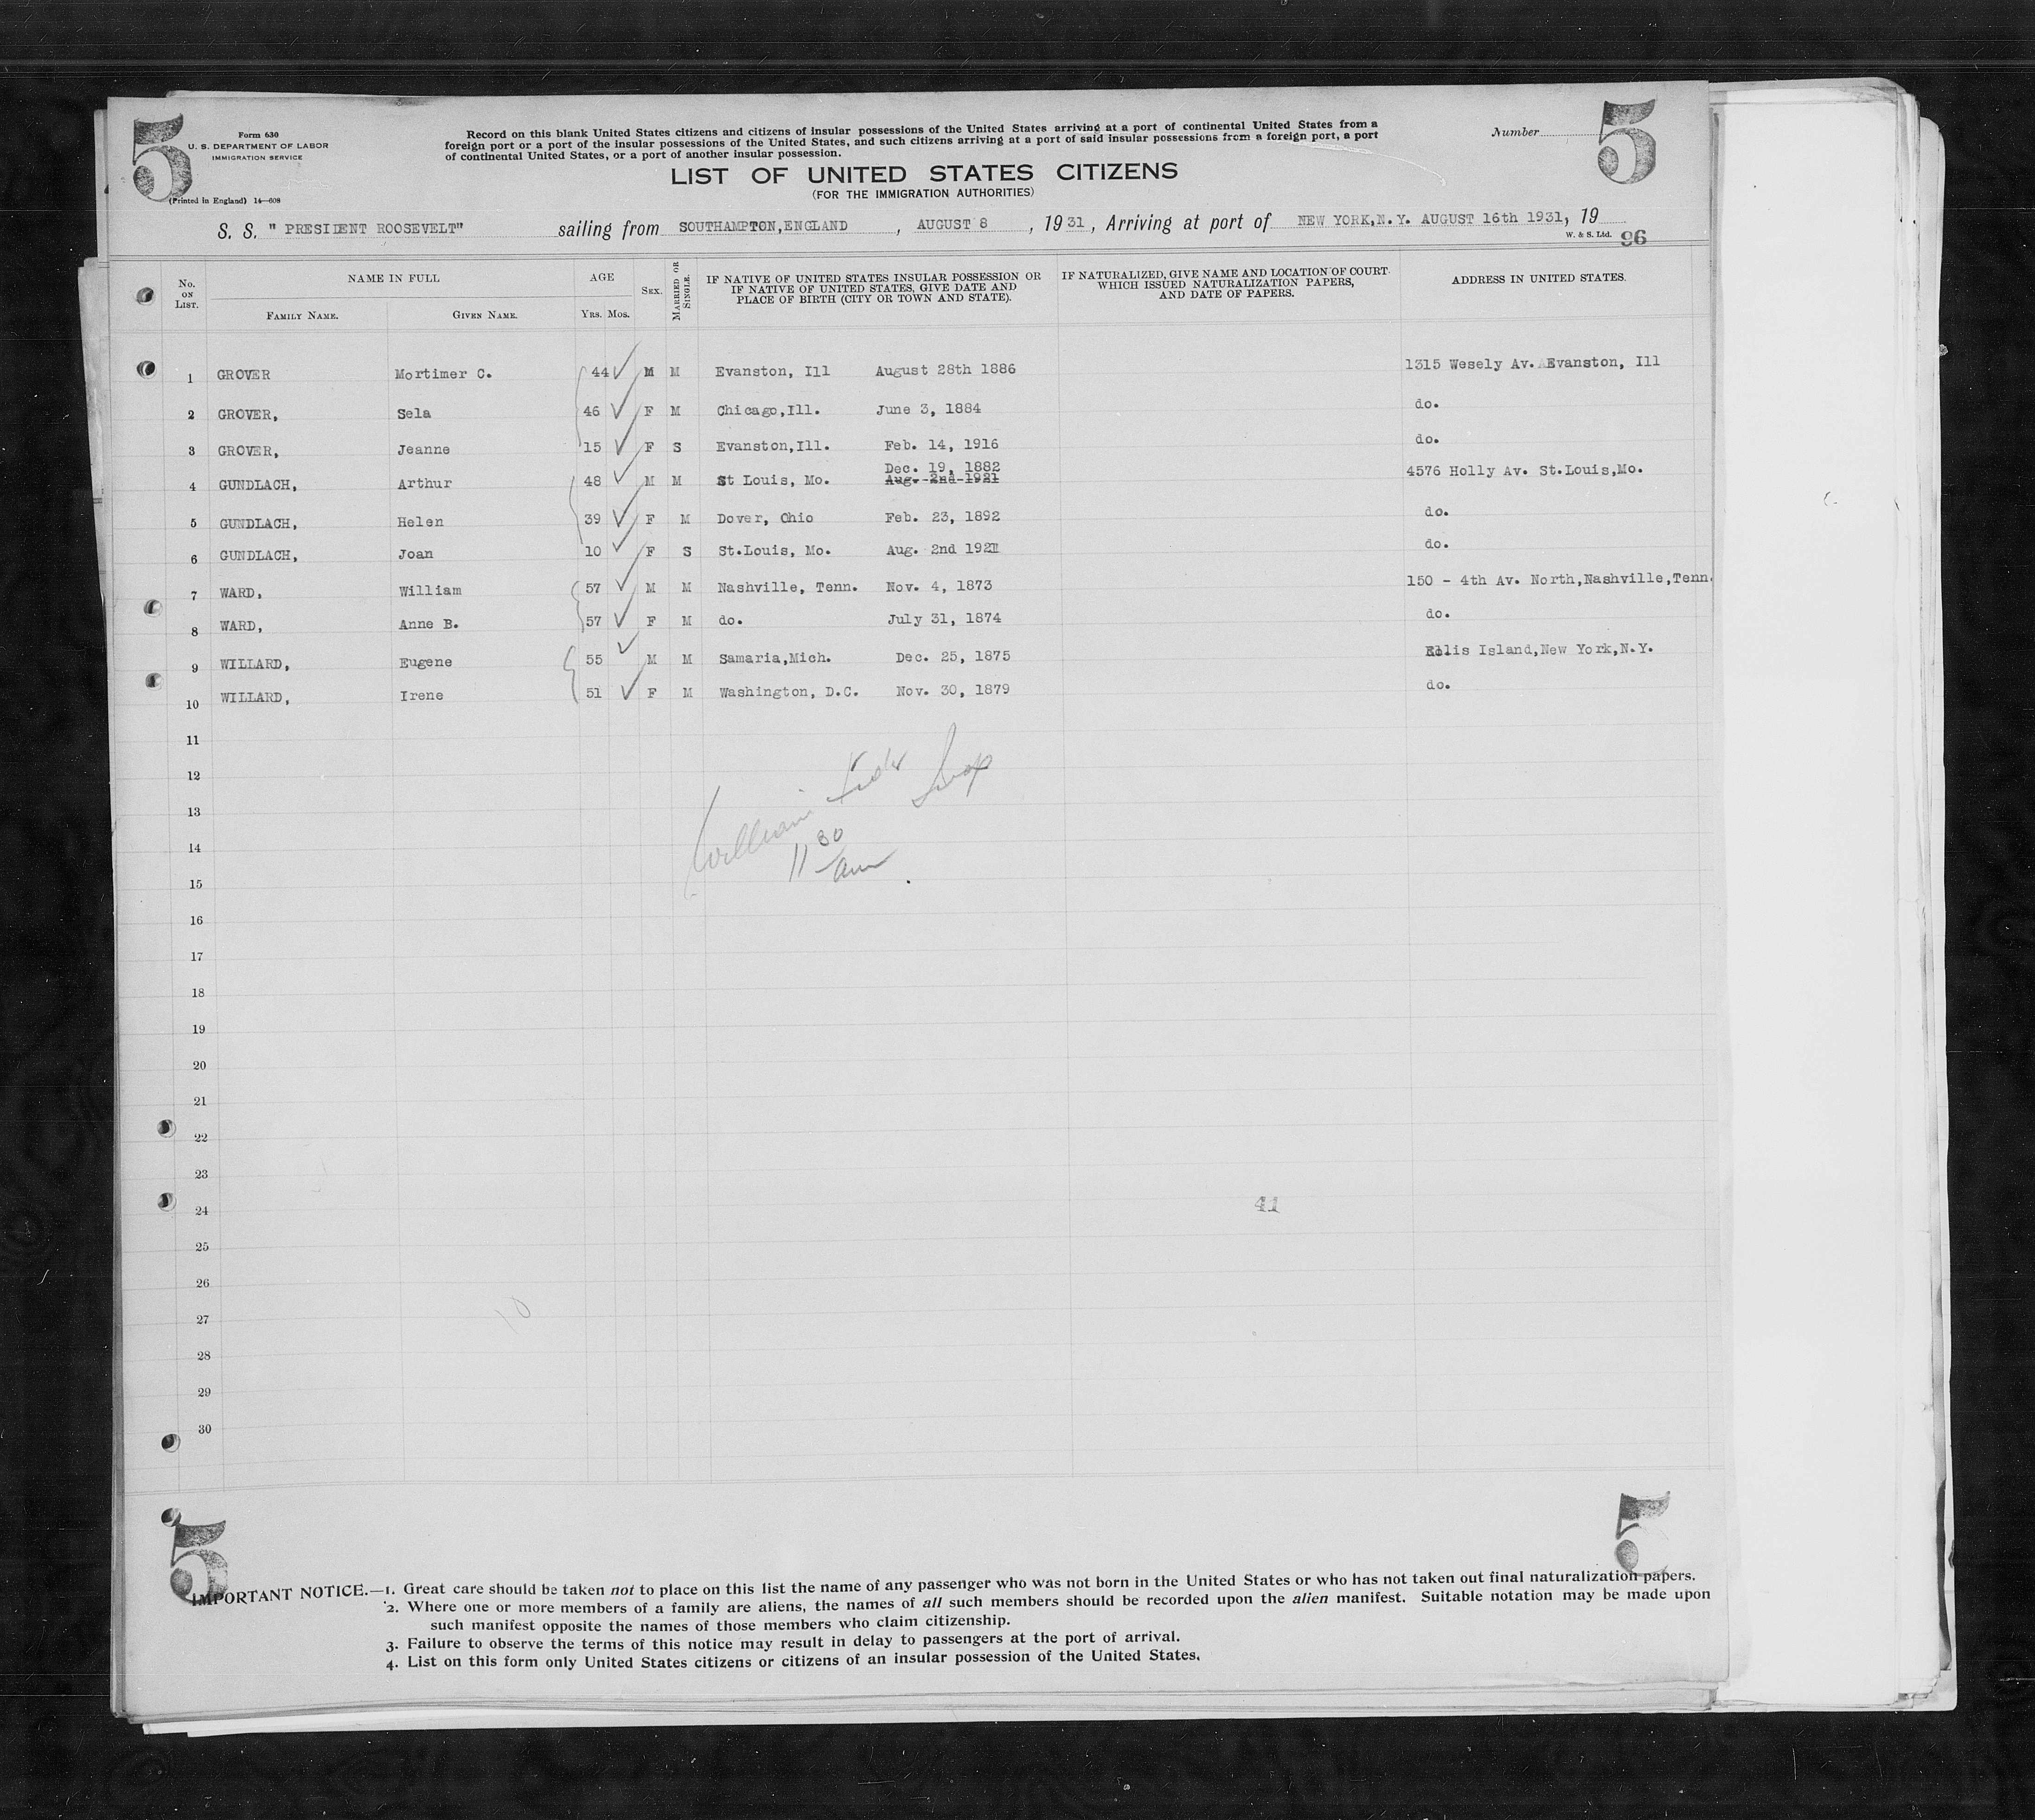 5
5
Form 630
U. S. DEPARTMENT OF LABOR
IMMIGRATION SERVICE
(Printed in England) 14—608
Record on this blank United States citizens and citizens of insular possessions of the United States arriving at a port of continental United States from a
foreign port or a port of the insular possessions of the United States, and such citizens arriving at a port of said insular possessions from a foreign port, a port
of continental United States, or a port of another insular possession.
Number
LIST OF UNITED STATES CITIZENS
(FOR THE IMMIGRATION AUTHORITIES)
S. S. " PRESIDENT ROOSEVELT" sailing from SOUTHAMPTON,ENGLAND , AUGUST 8 , 19 31 , Arriving at port of NEW YORK,N.Y. AUGUST 16th 1931, 19
W. & S. Ltd. 96
No. ON LIST. NAME IN FULL AGE SEX. MARRIED OR SINGLE. IF NATIVE OF UNITED STATES INSULAR POSSESSION OR IF NATIVE OF UNITED STATES, GIVE DATE AND PLACE OF BIRTH (CITY OR TOWN AND STATE). IF NATURALIZED, GIVE NAME AND LOCATION OF COURT WHICH ISSUED NATURALIZATION PAPERS, AND DATE OF PAPERS. ADDRESS IN UNITED STATES.
FAMILY NAME. GIVEN NAME. YRS. MOS.
1 GROVER Mortimer C. 44 M M Evanston, Ill August 28th 1886 1315 Wesely Av. Evanston, Ill
2 GROVER, Sela 46 F M Chicago,Ill. June 3, 1884 do.
3 GROVER, Jeanne 15 F S Evanston,Ill. Feb. 14, 1916 do.
Dec. 19, 1882
4 GUNDLACH, Arthur 48 M M St Louis, Mo. Aug. 2nd 1921 4576 Holly Av. St.Louis,Mo.
5 GUNDLACH, Helen 39 F M Dover, Ohio Feb. 23, 1892 do.
6 GUNDLACH, Joan 10 F S St.Louis, Mo. Aug. 2nd 1921 do.
7 WARD, William 57 M M Nashville, Tenn. Nov. 4, 1873 150 - 4th Av. North,Nashville,Tenn.
8 WARD, Anne B. 57 F M do. July 31, 1874 do.
9 WILLARD, Eugene 55 M M Samaria,Mich. Dec. 25, 1875 Ellis Island,New York,N.Y.
10 WILLARD, Irene 51 F M Washington, D.C. Nov. 30, 1879 do.
11
12
13
William
14
11 30 am
15
16
17
18
19
20
21
22
23
24 41
25
26
27
10
28
29
30
5
5
IMPORTANT NOTICE.—1. Great care should be taken not to place on this list the name of any passenger who was not born in the United States or who has not taken out final naturalization papers.
2. Where one or more members of a family are aliens, the names of all such members should be recorded upon the alien manifest. Suitable notation may be made upon
such manifest opposite the names of those members who claim citizenship.
3. Failure to observe the terms of this notice may result in delay to passengers at the port of arrival.
4. List on this form only United States citizens or citizens of an insular possession of the United States.